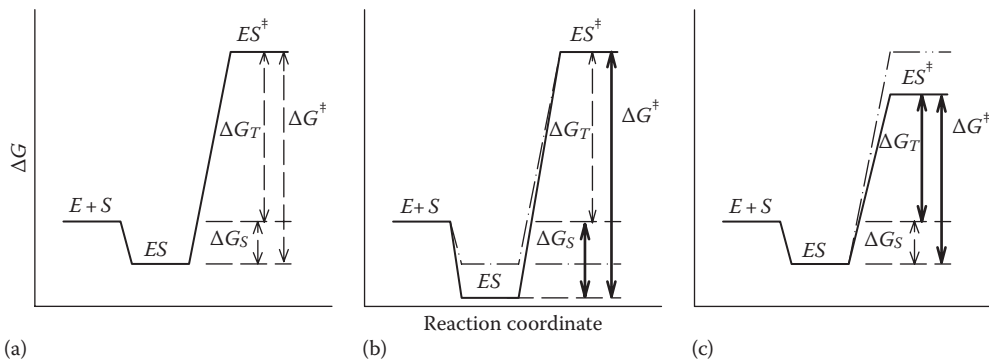 ΔG
ES‡
ΔG_T
ΔG‡
E + S
ΔG_S
ES
(a)
ES‡
ΔG_T
ΔG‡
E+ S
ΔG_S
ES
Reaction coordinate
(b)
ES‡
ΔG_T
ΔG‡
E + S
ΔG_S
ES
(c)